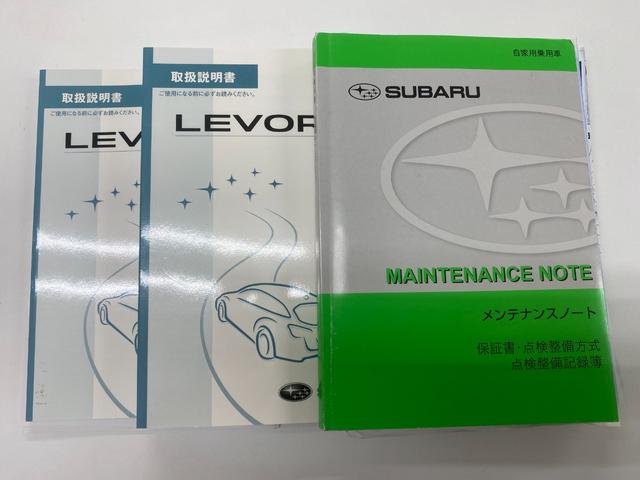 取扱説明書
ご使用になる前に必ずお読みください。
LEV
取扱説明書
ご使用になる前に必ずお読みください。
LEVOR
自家用乗用車
SUBARU
MAINTENANCE NOTE
メンテナンスノート
保証書・点検整備方式
点検整備記録簿